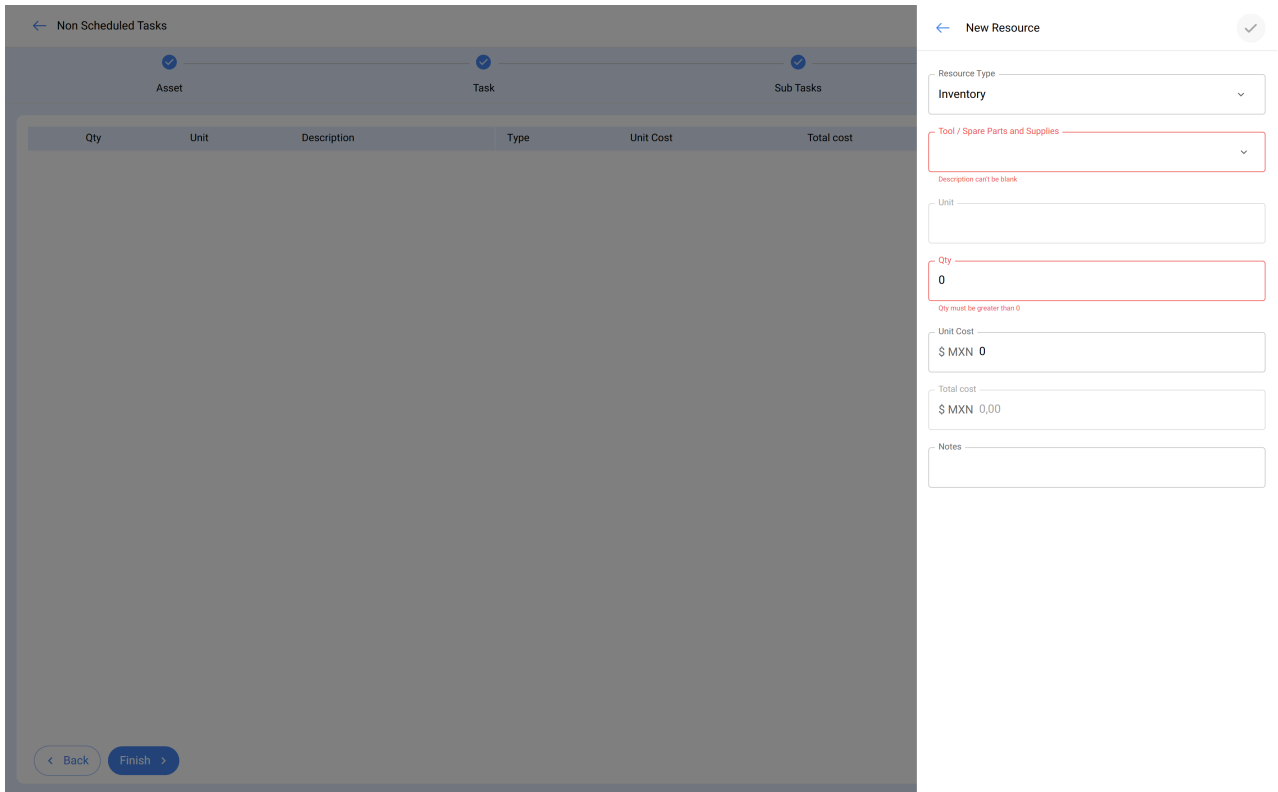 Non Scheduled Tasks
Asset
Task
Sub Tasks
Qty Unit Description Type Unit Cost Total cost
Back
Finish
New Resource
Resource Type
Inventory
Tool / Spare Parts and Supplies
Description can't be blank
Unit
Qty
0
Qty must be greater than 0
Unit Cost
$ MXN 0
Total cost
$ MXN 0,00
Notes